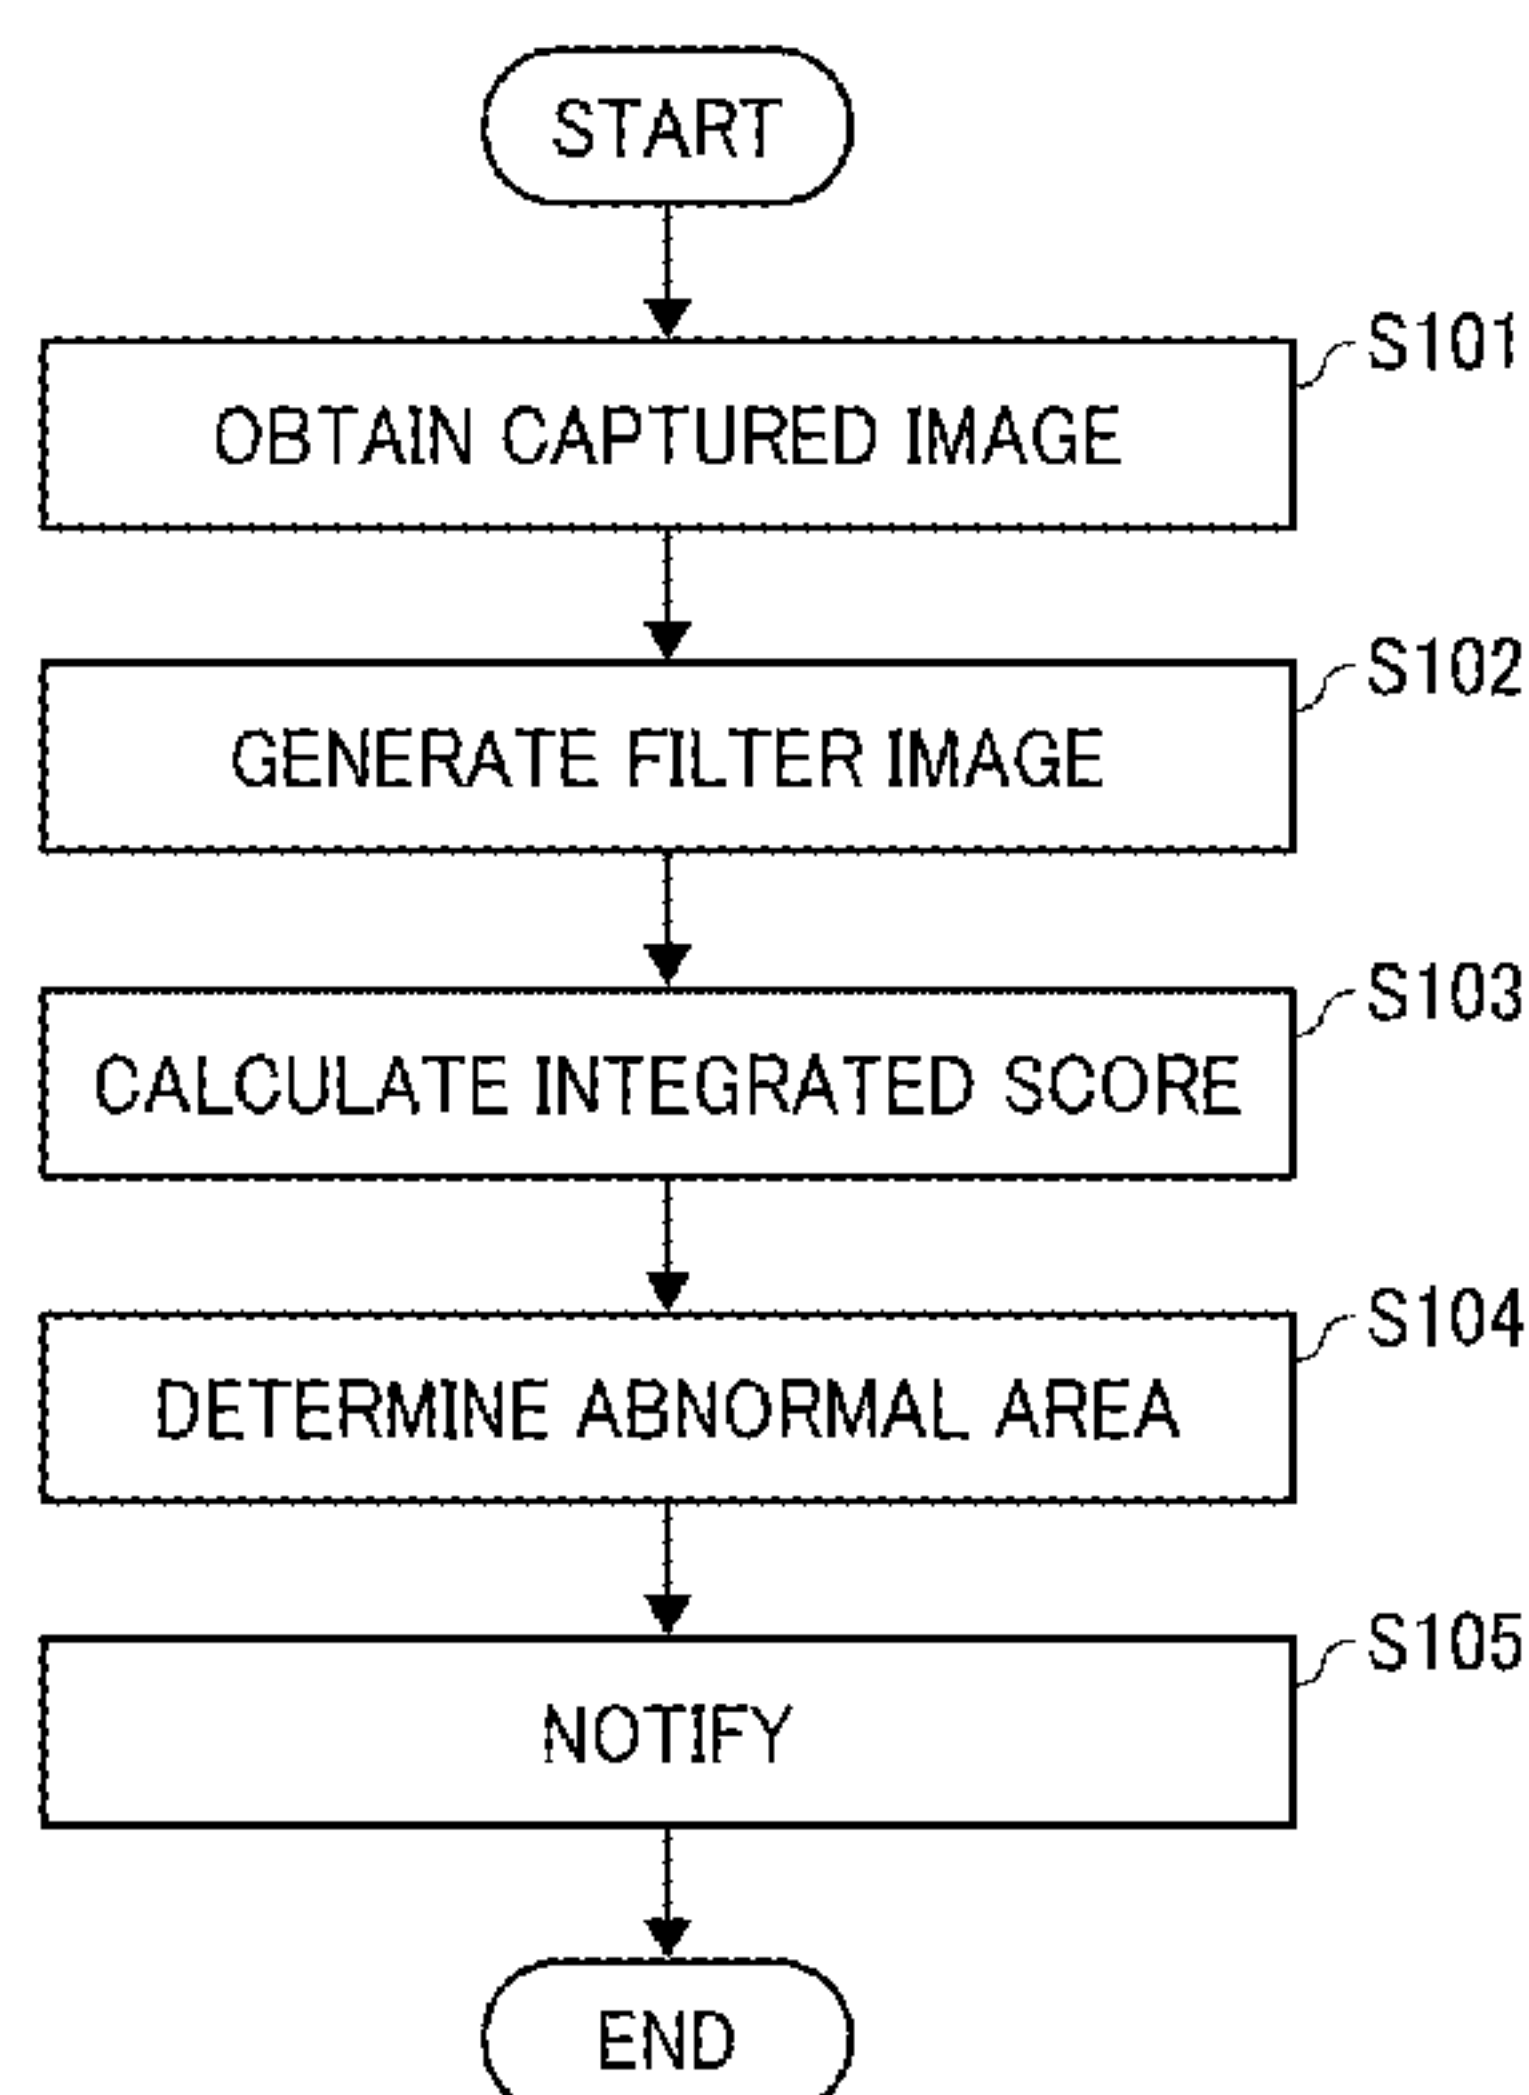 START
S101
OBTAIN CAPTURED IMAGE
S102
GENERATE FILTER IMAGE
S103
CALCULATE INTEGRATED SCORE
S104
DETERMINE ABNORMAL AREA
S105
NOTIFY
END